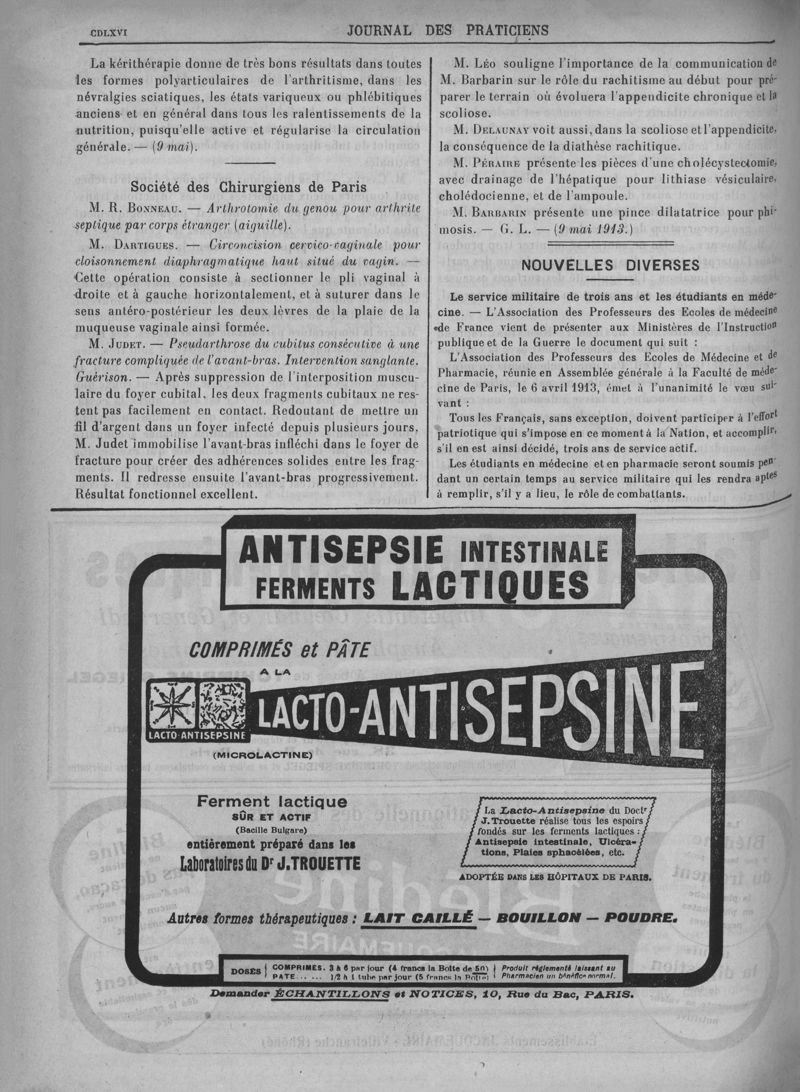 CDLXVI
JOURNAL DES PRATICIENS
La kérithérapie donne de très bons résultats dans toutes
les formes polyarticulaires de l'arthritisme, dans les
névralgies sciatiques, les états variqueux ou phlébitiques
anciens et en général dans tous les ralentissements de la
nutrition, puisqu'elle active et régularise la circulation
générale. — (9 mai).
Société des Chirurgiens de Paris
M. R. BONNEAU. — Arthrotomie du genou pour arthrite
septique par corps étranger (aiguille).
M. DARTIGUES. — Circoncision cervico-vaginale pour
cloisonnement diaphragmatique haut situé du vagin. —
Cette opération consiste à sectionner le pli vaginal à
droite et à gauche horizontalement, et à suturer dans le
sens antéro-postérieur les deux lèvres de la plaie de la
muqueuse vaginale ainsi formée.
M. JUDET. — Pseudarthrose du cubitus consécutive à une
fracture compliquée de l'avant-bras. Intervention sanglante.
Guérison. — Après suppression de l'interposition muscu-
laire du foyer cubital, les deux fragments cubitaux ne res-
tent pas facilement en contact. Redoutant de mettre un
fil d'argent dans un foyer infecté depuis plusieurs jours,
M. Judet immobilise l'avant-bras infléchi dans le foyer de
fracture pour créer des adhérences solides entre les frag-
ments. Il redresse ensuite l'avant-bras progressivement.
Résultat fonctionnel excellent.
M. LÉO souligne l'importance de la communication de
M. Barbarin sur le rôle du rachitisme au début pour pré-
parer le terrain où évoluera l'appendicite chronique et la
scoliose.
M. DELAUNAY voit aussi, dans la scoliose et l'appendicite,
la conséquence de la diathèse rachitique.
M. PÉRAIRE présente les pièces d'une cholécystectomie,
avec drainage de l'hépatique pour lithiase vésiculaire,
cholédocienne, et de l'ampoule.
M. BARBARIN présente une pince dilatatrice pour phi-
mosis. — G. L. — (9 mai 1913.)
NOUVELLES DIVERSES
Le service militaire de trois ans et les étudiants en méde-
cine. — L'Association des Professeurs des Ecoles de médecine
de France vient de présenter aux Ministères de l'Instruction
publique et de la Guerre le document qui suit :
L'Association des Professeurs des Ecoles de Médecine et de
Pharmacie, réunie en Assemblée générale à la Faculté de méde-
cine de Paris, le 6 avril 1913, émet à l'unanimité le vœu sui-
vant :
Tous les Français, sans exception, doivent participer à l'effort
patriotique qui s'impose en ce moment à la Nation, et accomplir,
s'il en est ainsi décidé, trois ans de service actif.
Les étudiants en médecine et en pharmacie seront soumis pen-
dant un certain temps au service militaire qui les rendra aptes
à remplir, s'il y a lieu, le rôle de combattants.
ANTISEPSIE INTESTINALE
FERMENTS LACTIQUES
COMPRIMÉS et PÂTE
A LA
LACTO-ANTISEPSINE
LACTO-ANTISEPSINE
(MICROLACTINE)
Ferment lactique
SÛR ET ACTIF
(Bacille Bulgare)
entièrement préparé dans les
Laboratoires du Dr J. TROUETTE
La Lacto-Antisepsine du Doctr
J. Trouette réalise tous les espoirs
fondés sur les ferments lactiques :
Antisepsie intestinale, Ulcéra-
tions, Plaies sphacélées, etc.
ADOPTÉE DANS LES HÔPITAUX DE PARIS.
Autres formes thérapeutiques : LAIT CAILLÉ — BOUILLON — POUDRE.
DOSES
COMPRIMES. 3 à 6 par jour (4 francs la Boîte de 50)
PATE...... 1/2 à 1 tube par jour (5 francs la Boîte)
Produit réglementé laissant au
Pharmacien un bénéfice normal.
Demander ÉCHANTILLONS et NOTICES, 10, Rue du Bac, PARIS.